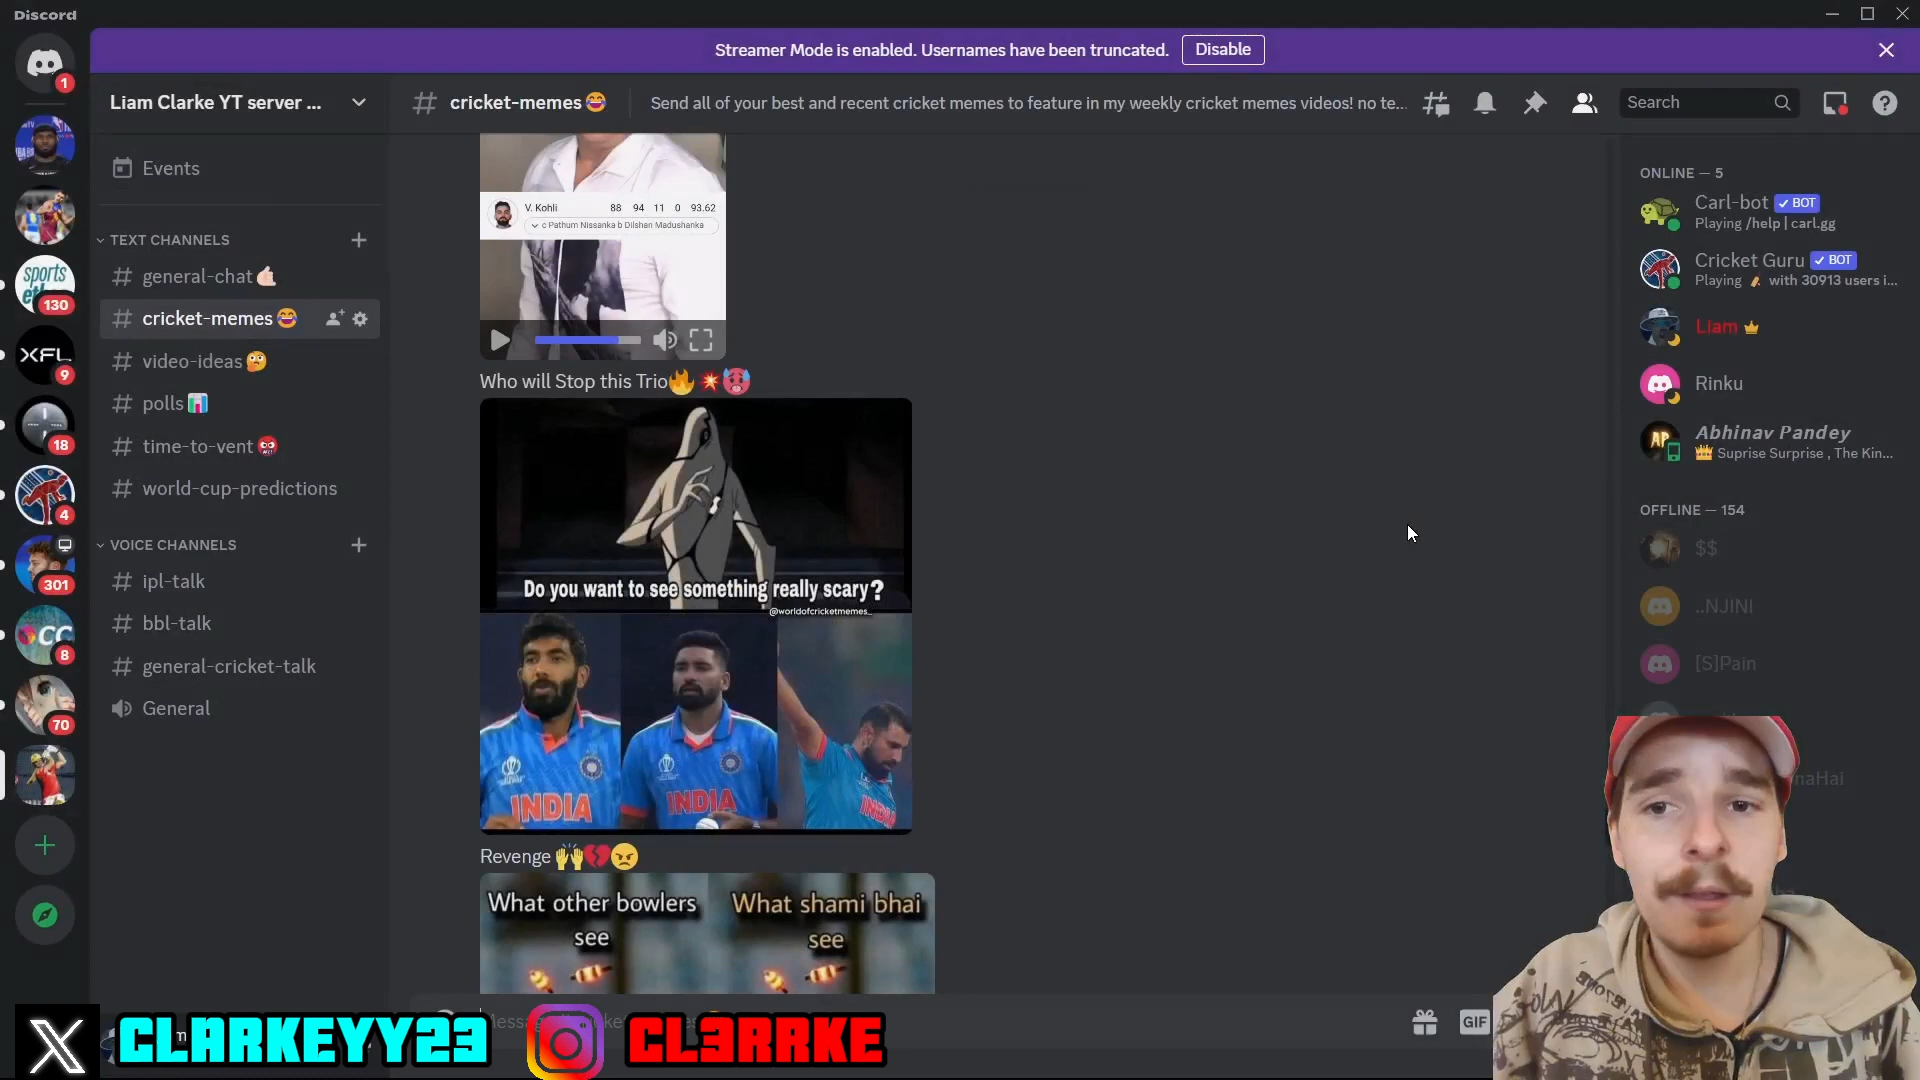 Discord
Streamer Mode is enabled. Usernames have been truncated.
Disable
1
Liam Clarke YT server ...
cricket-memes
Send all of your best and recent cricket memes to feature in my weekly cricket memes videos! no te...
Search
Events
TEXT CHANNELS
general-chat
cricket-memes
video-ideas
polls
time-to-vent
world-cup-predictions
VOICE CHANNELS
ipl-talk
bbl-talk
general-cricket-talk
General
sports
130
XFL
9
18
4
301
CC
8
70
V. Kohli 88 94 11 0 93.62
c Pathum Nissanka b Dilshan Madushanka
Who will Stop this Trio
Do you want to see something really scary?
@worldofcricketmemes_
INDIA
INDIA
Revenge
What other bowlers
see
What shami bhai
see
GIF
ONLINE — 5
Carl-bot
BOT
Playing /help | carl.gg
Cricket Guru
BOT
Playing with 30913 users i...
Liam
Rinku
AP
Abhinav Pandey
Suprise Surprise , The Kin...
OFFLINE — 154
$$
..NJINI
[S]Pain
naHai
X
CLARKEYY23
CL3RRKE